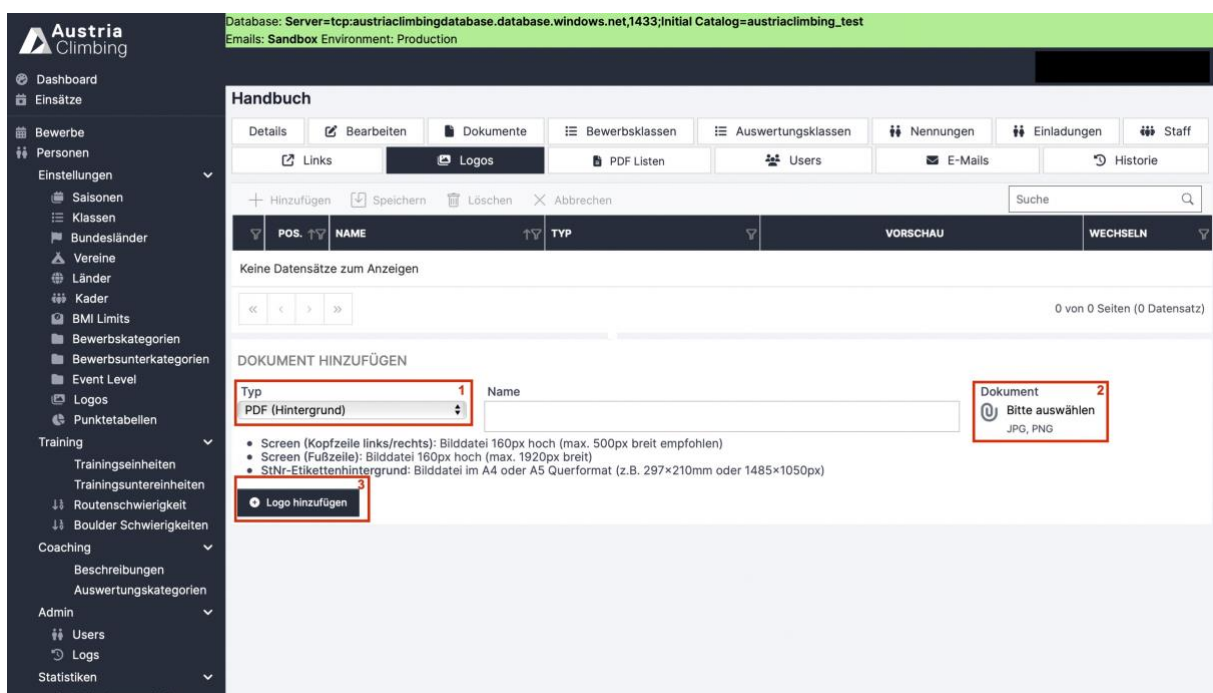 Austria
Climbing
Database: Server=tcp:austriaclimbingdatabase.database.windows.net,1433;Initial Catalog=austriaclimbing_test
Emails: Sandbox Environment: Production
Dashboard
Einsätze
Bewerbe
Personen
Einstellungen
Saisonen
Klassen
Bundesländer
Vereine
Länder
Kader
BMI Limits
Bewerbskategorien
Bewerbsunterkategorien
Event Level
Logos
Punktetabellen
Training
Trainingseinheiten
Trainingsuntereinheiten
Routenschwierigkeit
Boulder Schwierigkeiten
Coaching
Beschreibungen
Auswertungskategorien
Admin
Users
Logs
Statistiken
Handbuch
Details Bearbeiten Dokumente Bewerbsklassen Auswertungsklassen Nennungen Einladungen Staff
Links Logos PDF Listen Users E-Mails Historie
Hinzufügen Speichern Löschen Abbrechen Suche
POS. NAME TYP VORSCHAU WECHSELN
Keine Datensätze zum Anzeigen
« ‹ › » 0 von 0 Seiten (0 Datensatz)
DOKUMENT HINZUFÜGEN
Typ 1 Name Dokument 2
PDF (Hintergrund) Bitte auswählen
JPG, PNG
• Screen (Kopfzeile links/rechts): Bilddatei 160px hoch (max. 500px breit empfohlen)
• Screen (Fußzeile): Bilddatei 160px hoch (max. 1920px breit)
• StNr-Etikettenhintergrund: Bilddatei im A4 oder A5 Querformat (z.B. 297×210mm oder 1485×1050px)
3
Logo hinzufügen